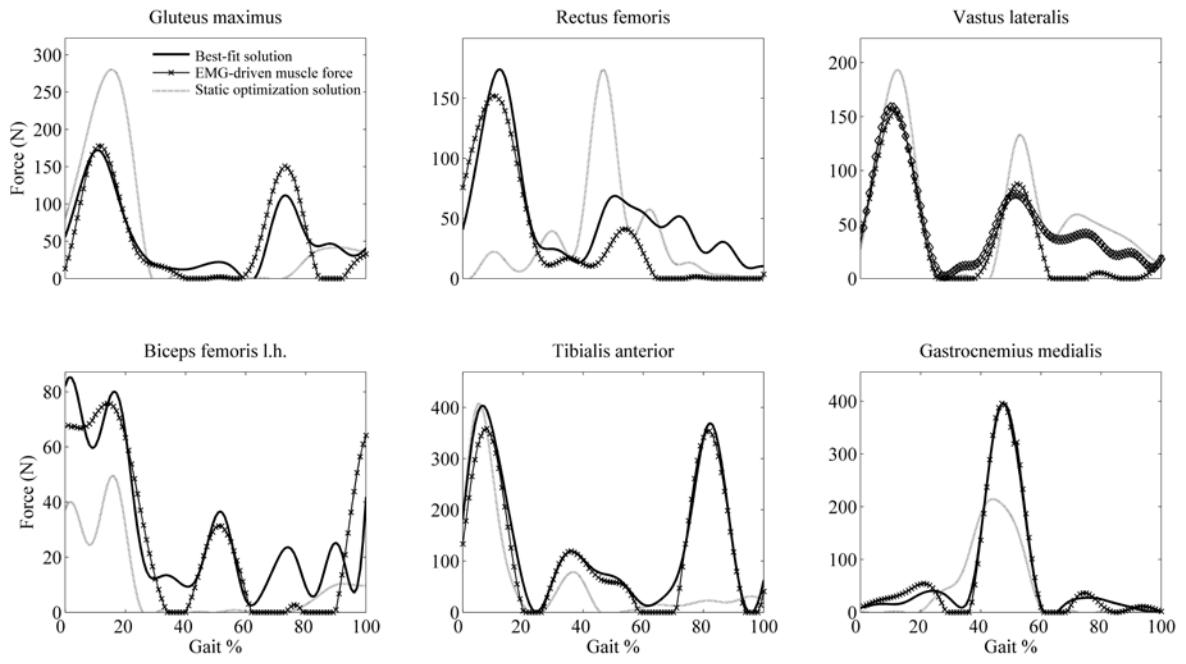 Gluteus maximus
Rectus femoris
Vastus lateralis
Force (N)
300
250
200
150
100
50
0
Best-fit solution
EMG-driven muscle force
Static optimization solution
150
100
50
0
200
150
100
50
0
Biceps femoris l.h.
Tibialis anterior
Gastrocnemius medialis
Force (N)
80
60
40
20
0
400
300
200
100
0
400
300
200
100
0
0 20 40 60 80 100
0 20 40 60 80 100
0 20 40 60 80 100
Gait %
Gait %
Gait %